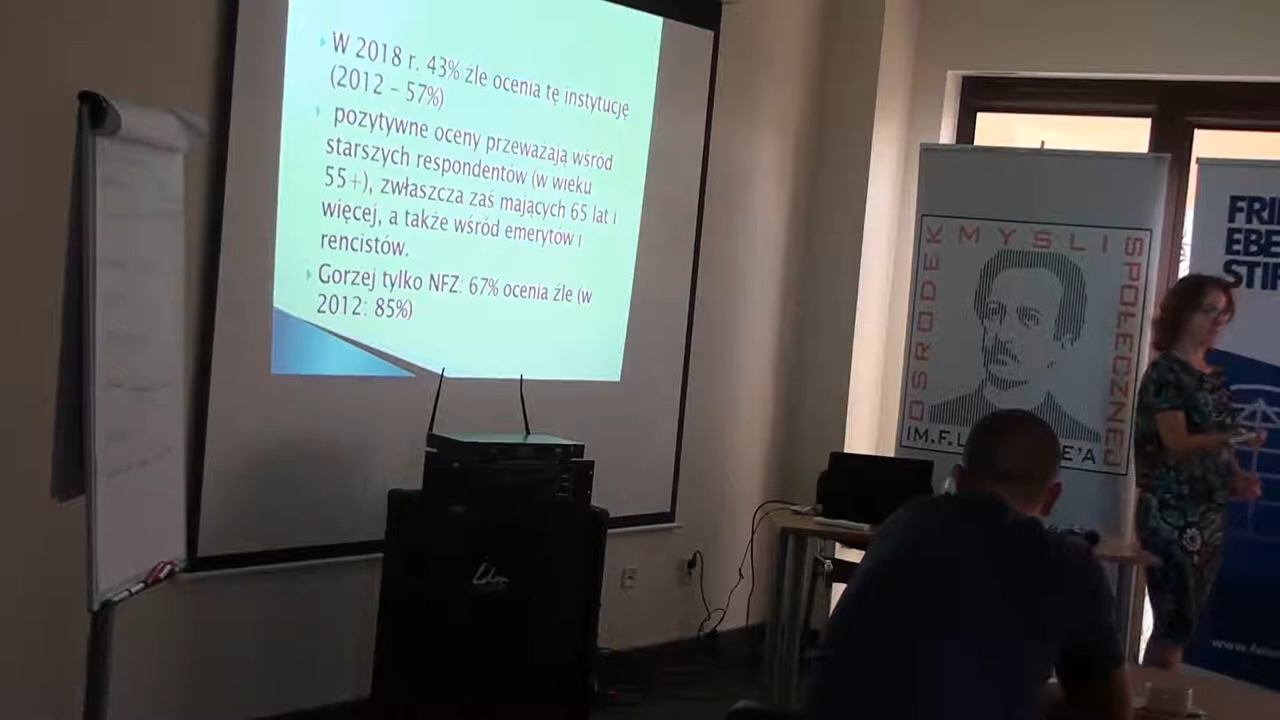 W 2018 r. 43% źle ocenia tę instytucję
(2012 – 57%)
pozytywne oceny przeważają wśród
starszych respondentów (w wieku
55+), zwłaszcza zaś mających 65 lat i
więcej, a także wśród emerytów i
rencistów.
Gorzej tylko NFZ: 67% ocenia źle (w
2012: 85%)
OŚRODEK
MYŚLI
SPOŁECZNEJ
IM.F.L
E'A
FRI
EBE
STIF
Ldm